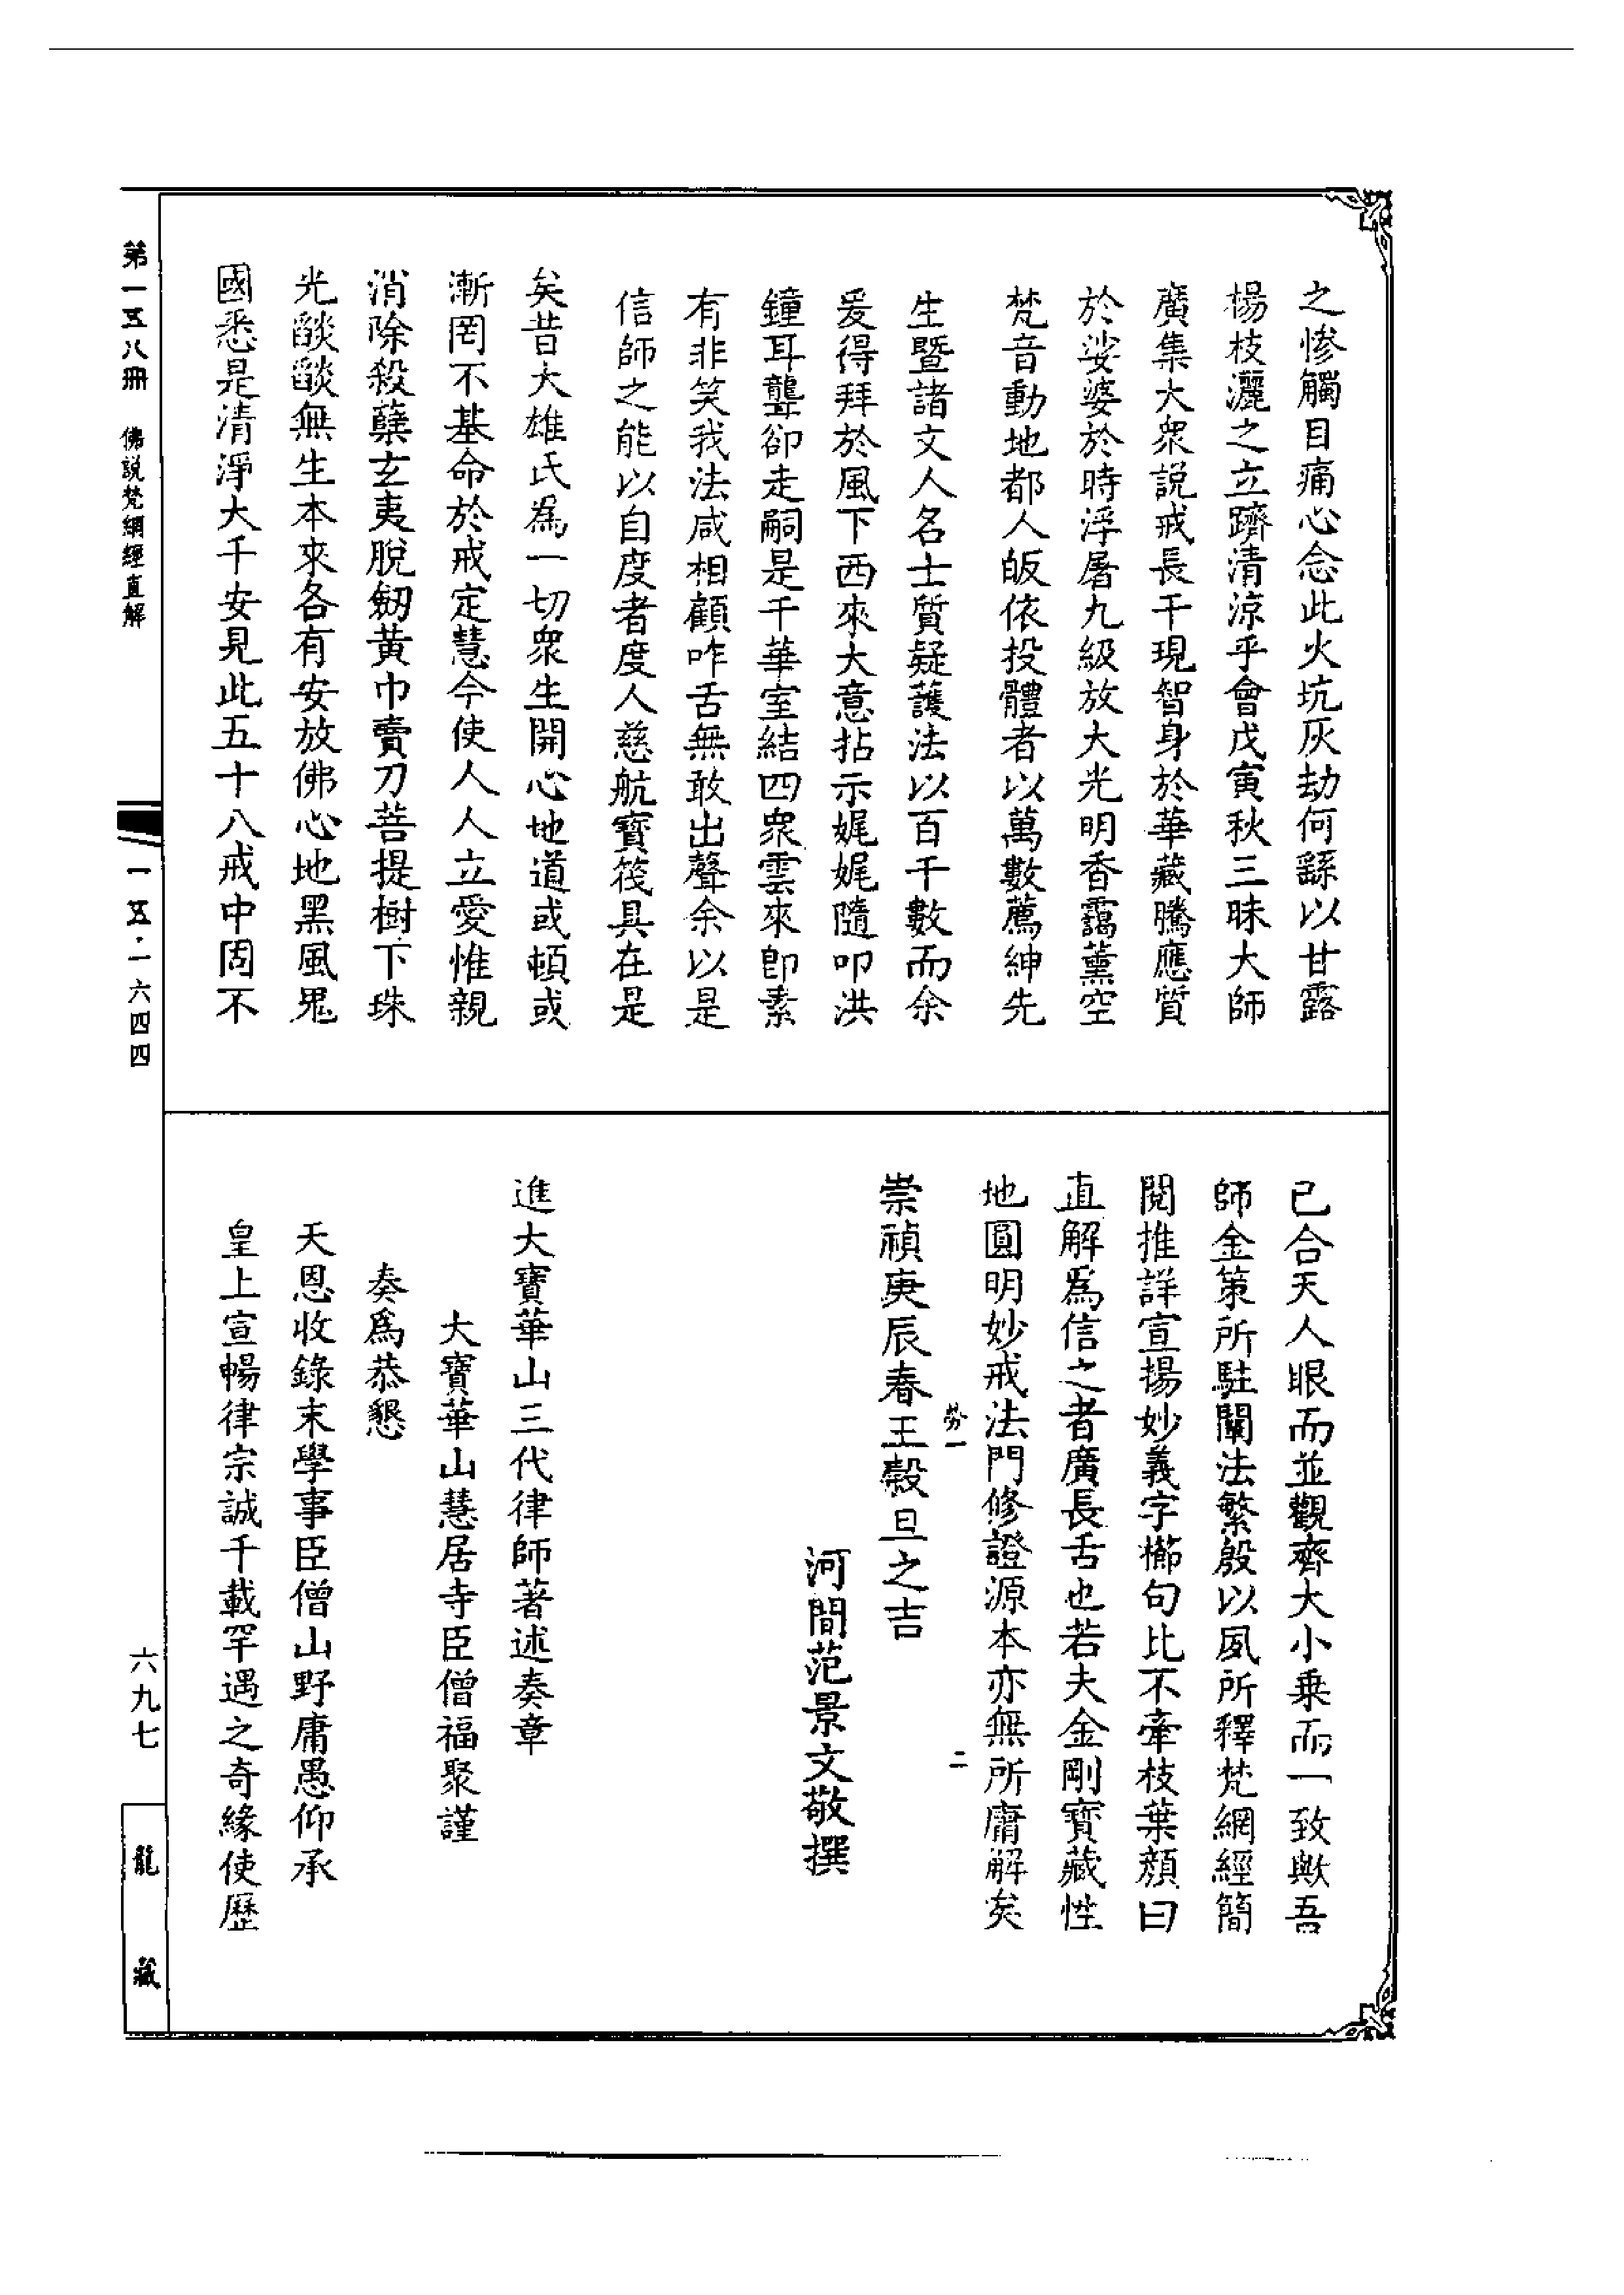 之慘觸目痛心念此火坑灰劫何繇以甘露
楊枝灑之立躋清涼乎會戊寅秋三昧大師
廣集大衆説戒長干現智身於華藏騰應質
於娑婆於時浮屠九級放大光明香靄薰空
梵音動地都人皈依投體者以萬數薦紳先
生暨諸文人名士質疑護法以百千數而余
爰得拜於風下西來大意拈示娓娓隨叩洪
鐘耳聾卻走嗣是千華室結四衆雲來即素
有非笑我法咸相顧咋舌無敢出聲余以是
信師之能以自度者度人慈航寶筏具在是
矣昔大雄氏為一切衆生開心地道或頓或
漸罔不基命於戒定慧今使人人立愛惟親
消除殺蘖玄夷脫劒黃巾賣刀菩提樹下珠
光燄燄無生本來各有安放佛心地黑風鬼
國悉是清淨大千安見此五十八戒中固不
已合天人眼而並觀齊大小乗而一致歟吾
師金策所駐闡法繁殷以夙所釋梵網經簡
閱推詳宣揚妙義字櫛句比不牽枝葉顏曰
直解爲信之者廣長舌也若夫金剛寳藏性
地圓明妙戒法門修證源本亦無所庸解矣
勞一
二
崇禎庚辰春王穀旦之吉
河間范景文敬撰
進大寶華山三代律師著述奏章
大寶華山慧居寺臣僧福聚謹
奏爲恭懇
天恩收錄末學事臣僧山野庸愚仰承
皇上宣暢律宗誠千載罕遇之奇緣使歷
第一五八冊 佛説梵網經直解
一五·一六四四
六九七
龍藏